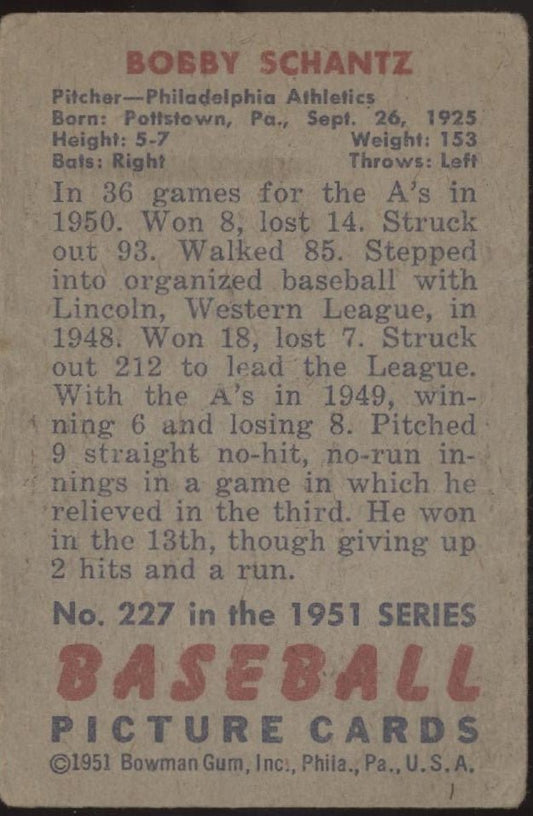 BOBBY SCHANTZ
Pitcher—Philadelphia Athletics
Born: Pottstown, Pa., Sept. 26, 1925
Height: 5-7 Weight: 153
Bats: Right Throws: Left
In 36 games for the A's in
1950. Won 8, lost 14. Struck
out 93. Walked 85. Stepped
into organized baseball with
Lincoln, Western League, in
1948. Won 18, lost 7. Struck
out 212 to lead the League.
With the A's in 1949, win-
ning 6 and losing 8. Pitched
9 straight no-hit, no-run in-
nings in a game in which he
relieved in the third. He won
in the 13th, though giving up
2 hits and a run.
No. 227 in the 1951 SERIES
BASEBALL
PICTURE CARDS
©1951 Bowman Gum, Inc., Phila., Pa., U.S.A.